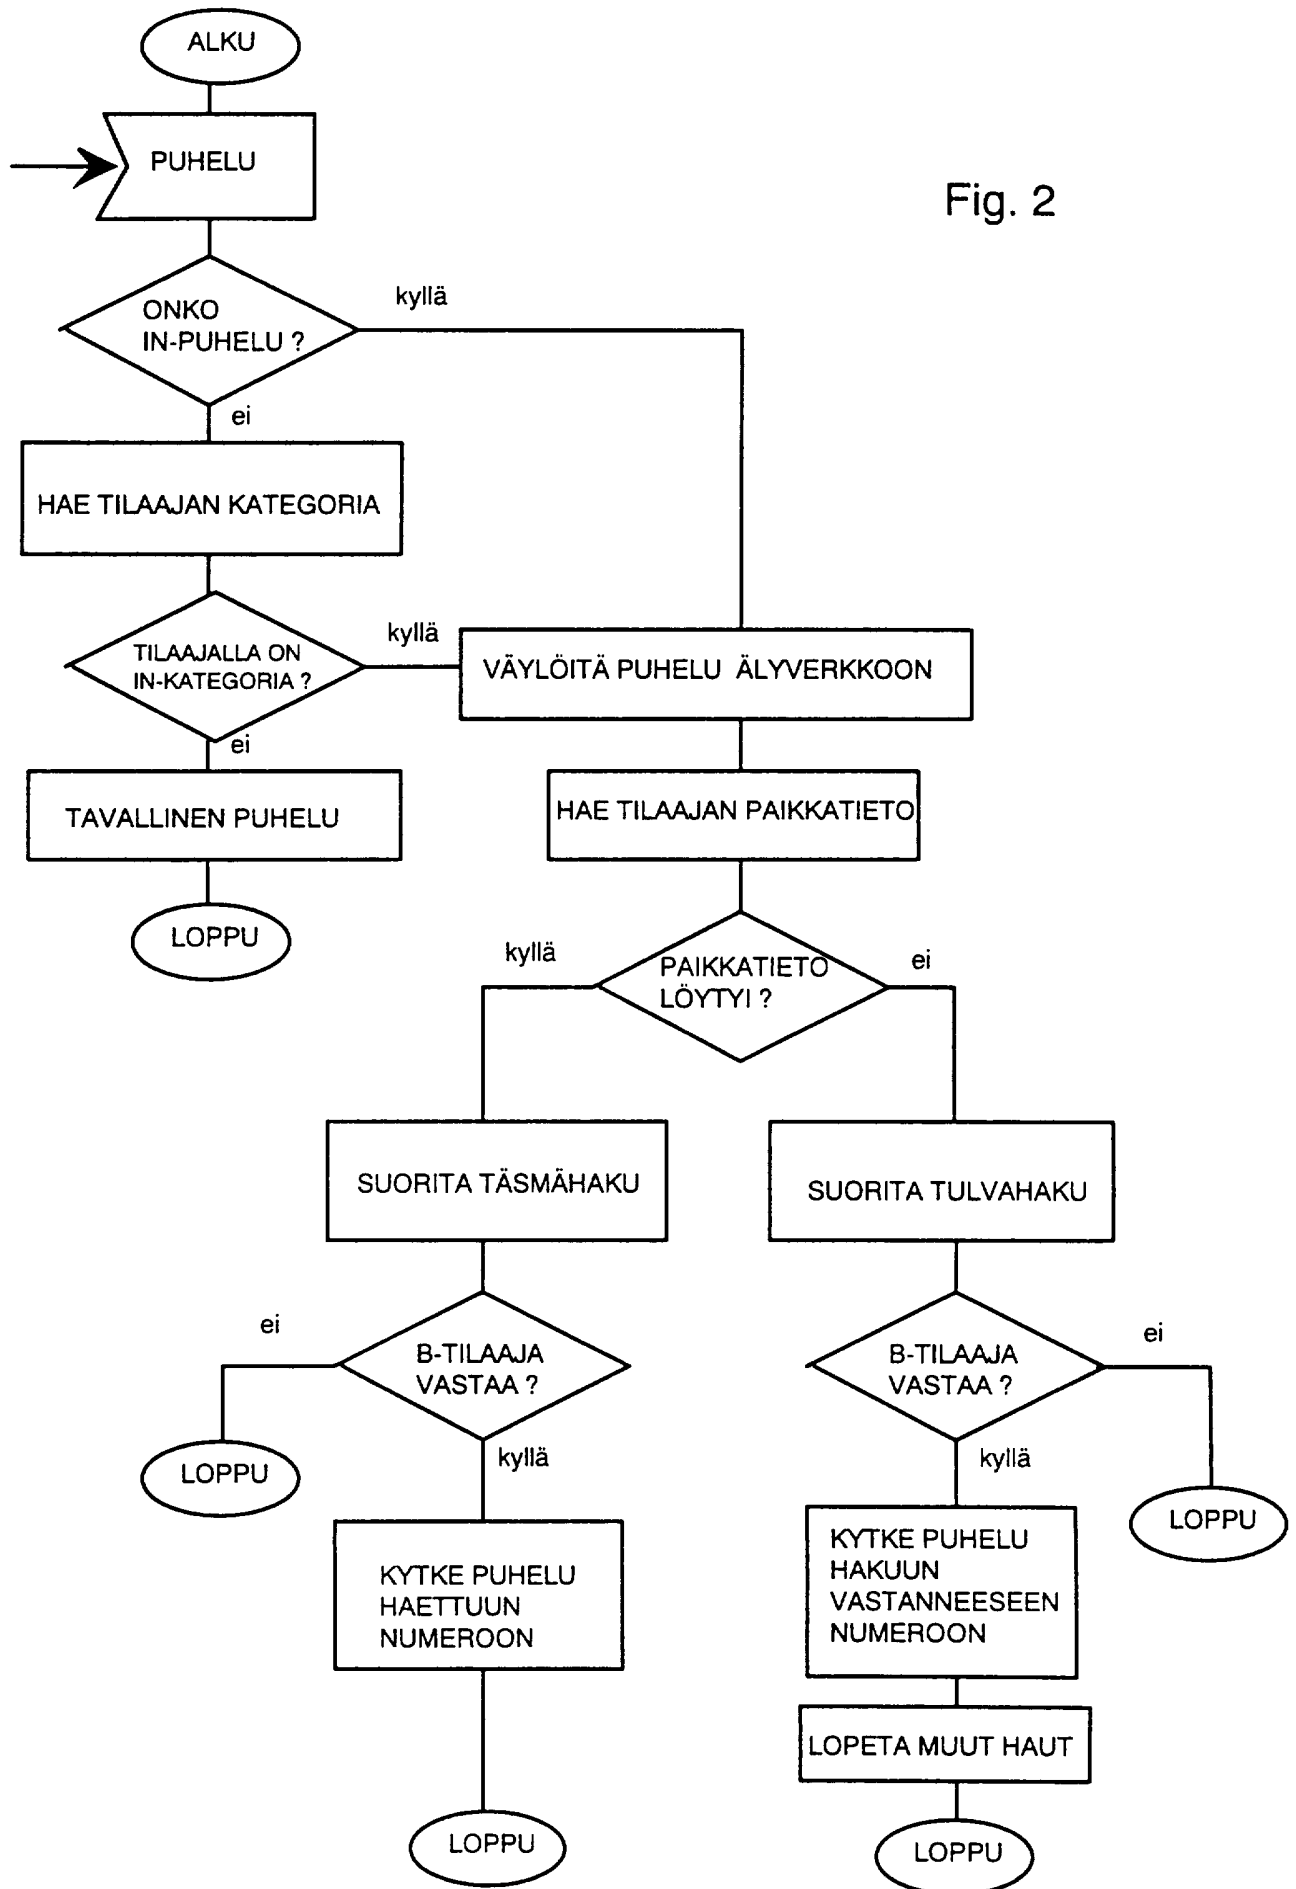 ALKU
PUHELU
Fig. 2
kyllä
ONKO
IN-PUHELU ?
ei
HAE TILAAJAN KATEGORIA
kyllä
TILAAJALLA ON
IN-KATEGORIA ?
VÄYLÖITÄ PUHELU ÄLYVERKKOON
ei
TAVALLINEN PUHELU
HAE TILAAJAN PAIKKATIETO
LOPPU
kyllä
PAIKKATIETO
LÖYTYI ?
ei
SUORITA TÄSMÄHAKU
SUORITA TULVAHAKU
ei
B-TILAAJA
VASTAA ?
B-TILAAJA
VASTAA ?
ei
LOPPU
kyllä
kyllä
LOPPU
KYTKE PUHELU
HAETTUUN
NUMEROON
KYTKE PUHELU
HAKUUN
VASTANNEESEEN
NUMEROON
LOPETA MUUT HAUT
LOPPU
LOPPU